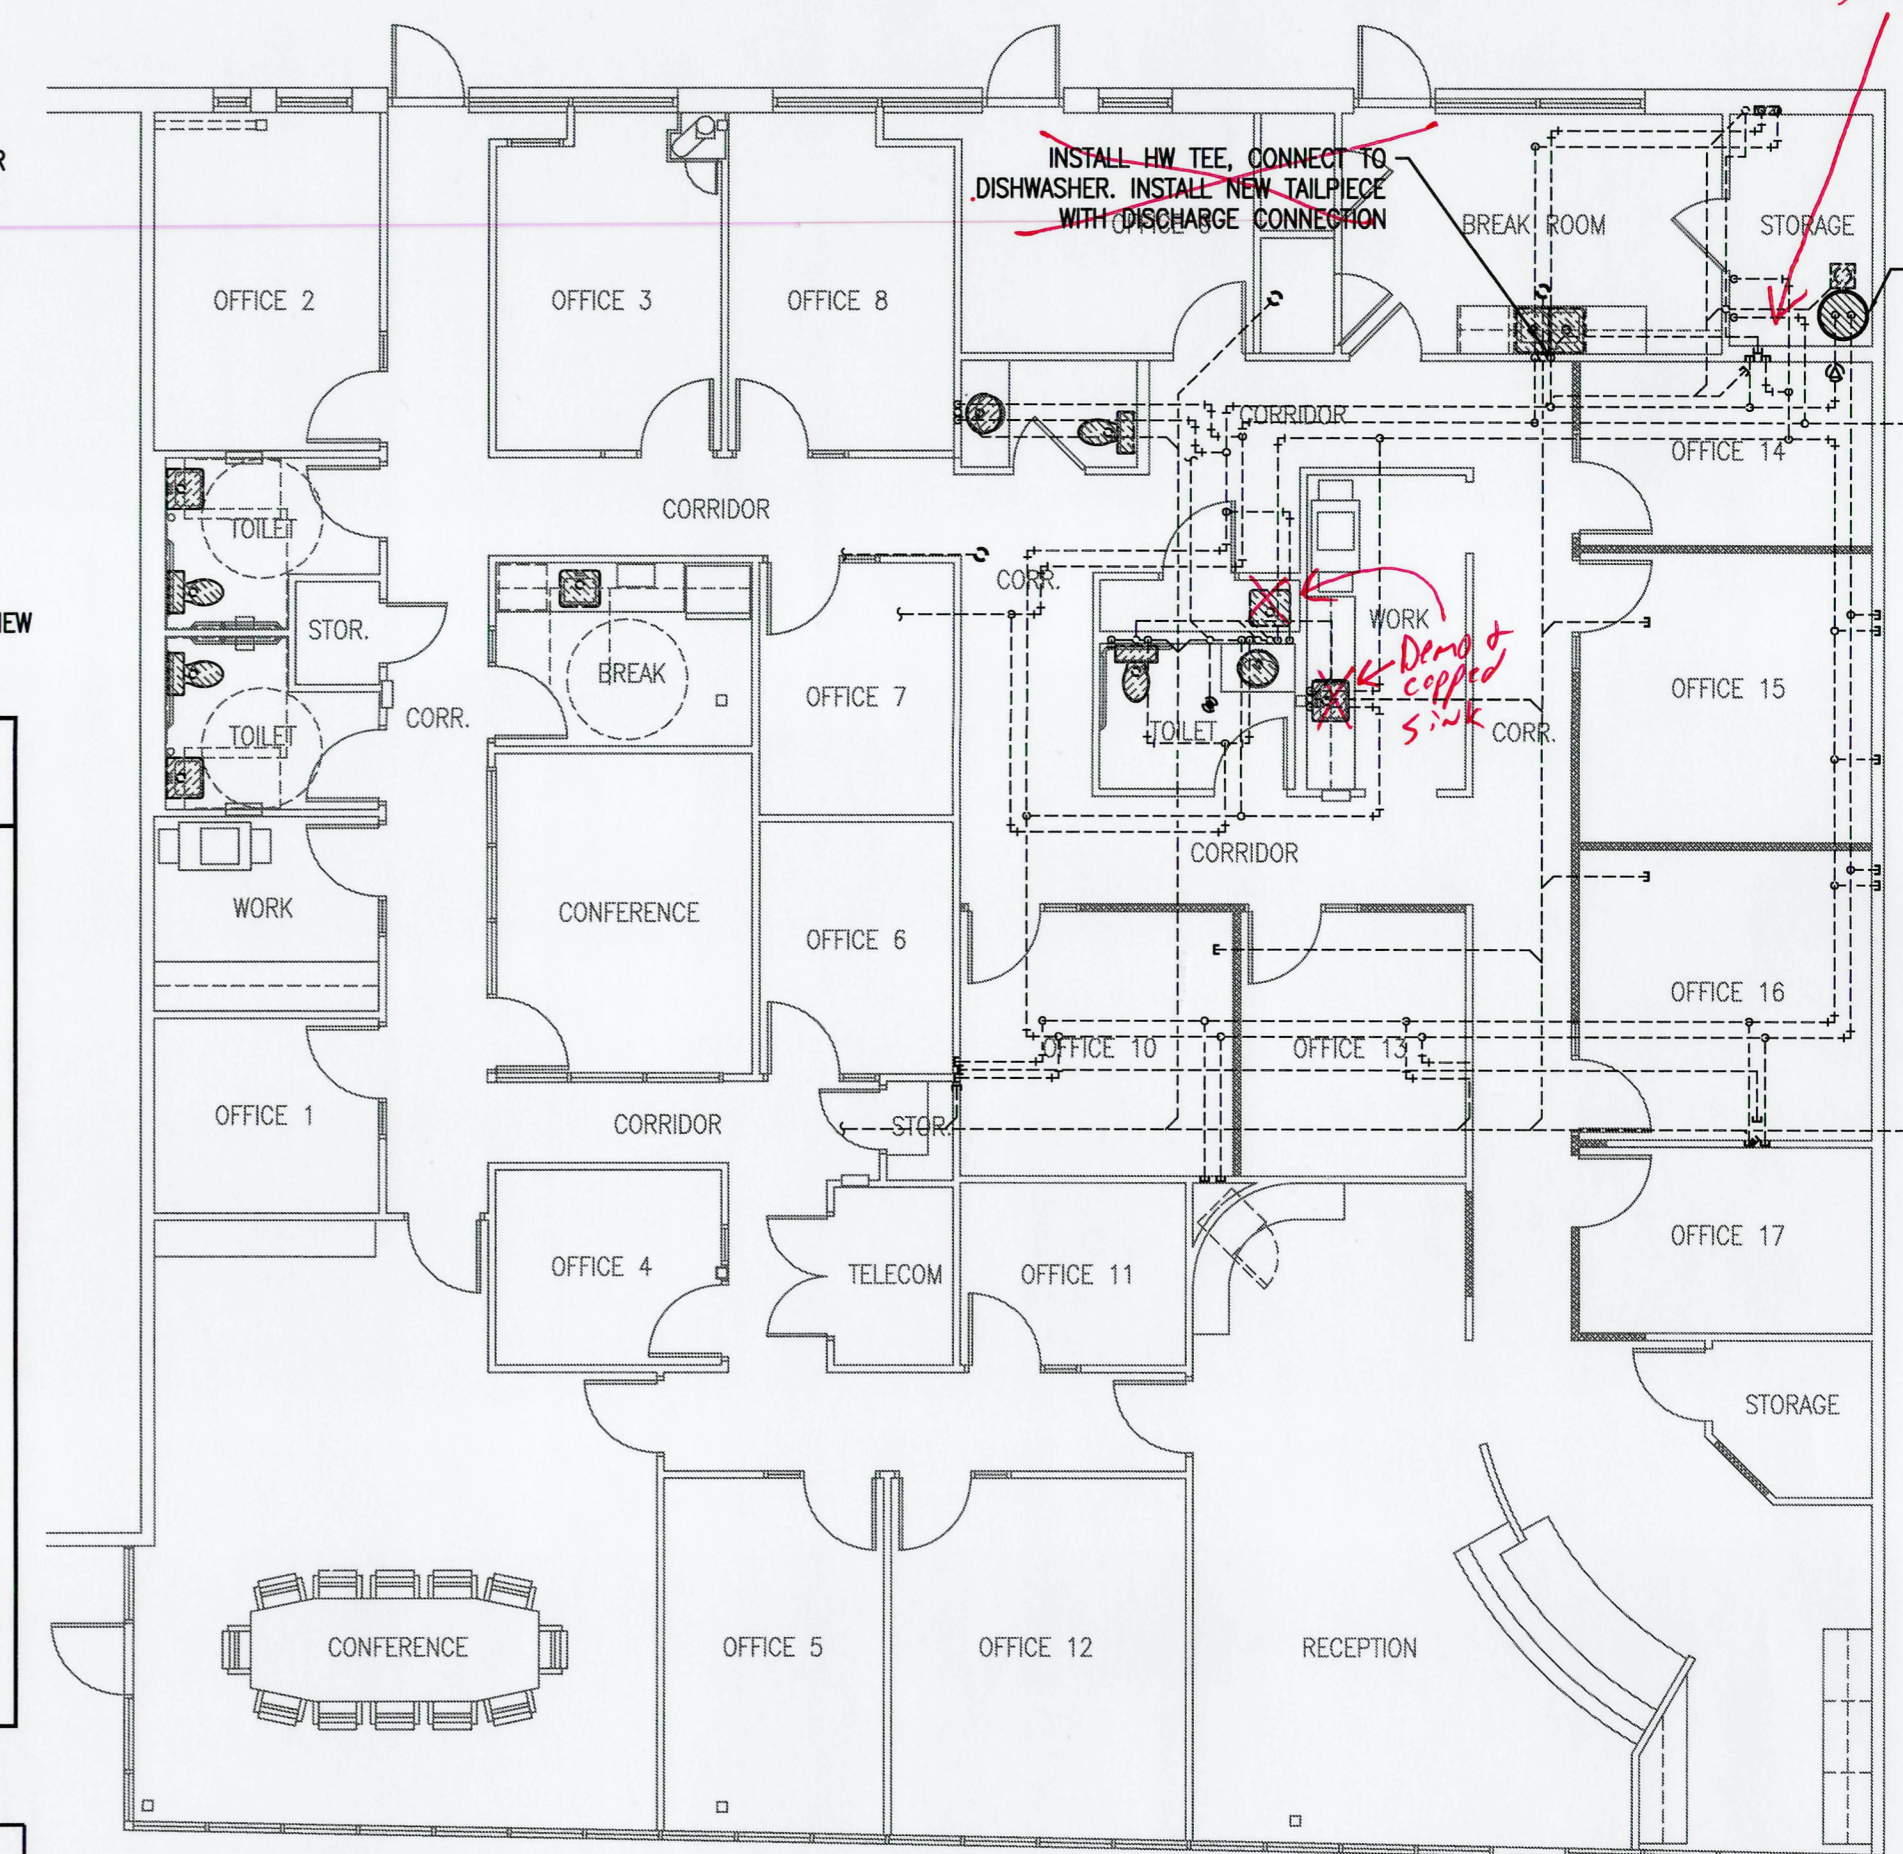 R
INSTALL HW TEE, CONNECT TO
DISHWASHER. INSTALL NEW TAILPIECE
WITH DISCHARGE CONNECTION
BREAK ROOM
STORAGE
OFFICE 2
OFFICE 3
OFFICE 8
CORRIDOR
OFFICE 14
CORRIDOR
TOILET
CORR.
WORK
IEW
STOR.
Demo &
capped
sink
BREAK
OFFICE 7
OFFICE 15
CORR.
TOILET
TOILET
CORR.
CORRIDOR
WORK
CONFERENCE
OFFICE 6
OFFICE 16
OFFICE 10
OFFICE 13
OFFICE 1
CORRIDOR
STOR.
OFFICE 17
OFFICE 4
TELECOM
OFFICE 11
STORAGE
CONFERENCE
OFFICE 5
OFFICE 12
RECEPTION